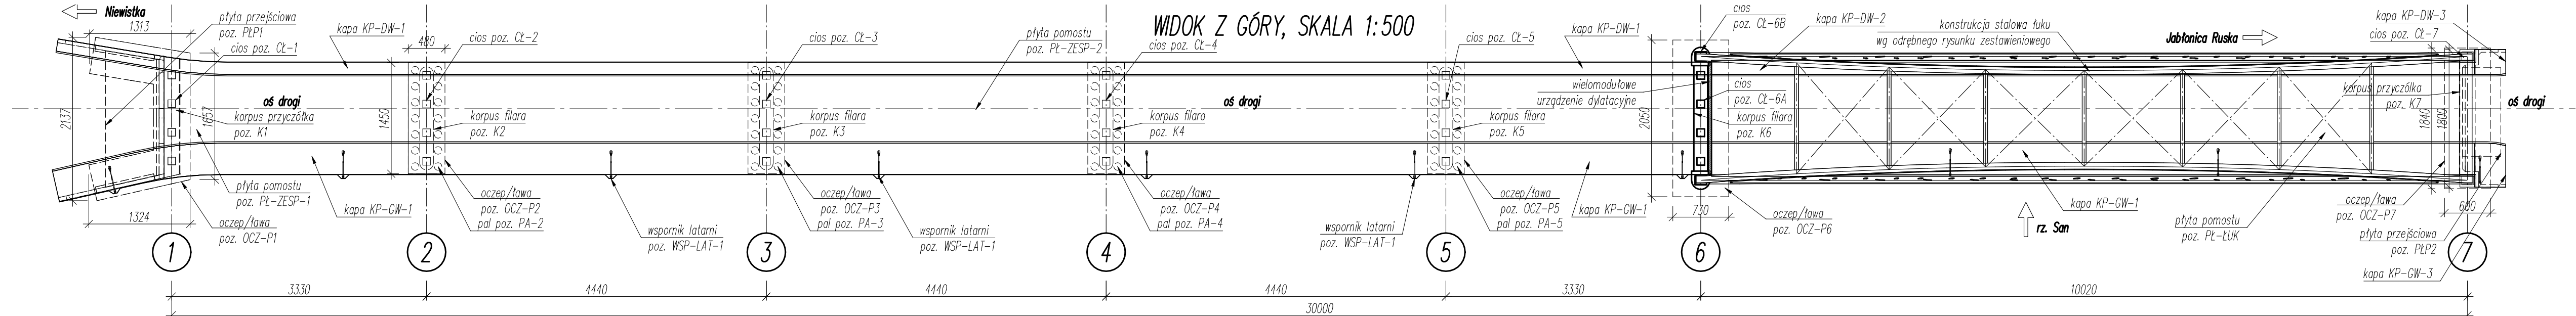 WIDOK Z GÓRY, SKALA 1:500
Niewistka
1313
płyta przejściowa
poz. PŁP1
cios poz. CŁ-1
kapa KP-DW-1
480
cios poz. CŁ-2
cios poz. CŁ-3
płyta pomostu
poz. PŁ-ZESP-2
cios poz. CŁ-4
cios poz. CŁ-5
kapa KP-DW-1
cios
poz. CŁ-6B
kapa KP-DW-2
konstrukcja stalowa łuku
wg odrębnego rysunku zestawieniowego
Jabłonica Ruska
kapa KP-DW-3
cios poz. CŁ-7
2137
1657
oś drogi
korpus przyczółka
poz. K1
1450
korpus filara
poz. K2
korpus filara
poz. K3
korpus filara
poz. K4
oś drogi
korpus filara
poz. K5
wielomodułowe
urządzenie dylatacyjne
2050
cios
poz. CŁ-6A
korpus filara
poz. K6
korpus przyczółka
poz. K7
1840
1800
oś drogi
płyta pomostu
poz. PŁ-ZESP-1
1324
oczep/ława
poz. OCZ-P1
kapa KP-GW-1
oczep/ława
poz. OCZ-P2
pal poz. PA-2
wspornik latarni
poz. WSP-LAT-1
oczep/ława
poz. OCZ-P3
pal poz. PA-3
wspornik latarni
poz. WSP-LAT-1
oczep/ława
poz. OCZ-P4
pal poz. PA-4
wspornik latarni
poz. WSP-LAT-1
oczep/ława
poz. OCZ-P5
pal poz. PA-5
kapa KP-GW-1
730
oczep/ława
poz. OCZ-P6
rz. San
kapa KP-GW-1
płyta pomostu
poz. PŁ-ŁUK
oczep/ława
poz. OCZ-P7
600
płyta przejściowa
poz. PŁP2
kapa KP-GW-3
1
2
3
4
5
6
7
3330
4440
4440
4440
3330
10020
30000